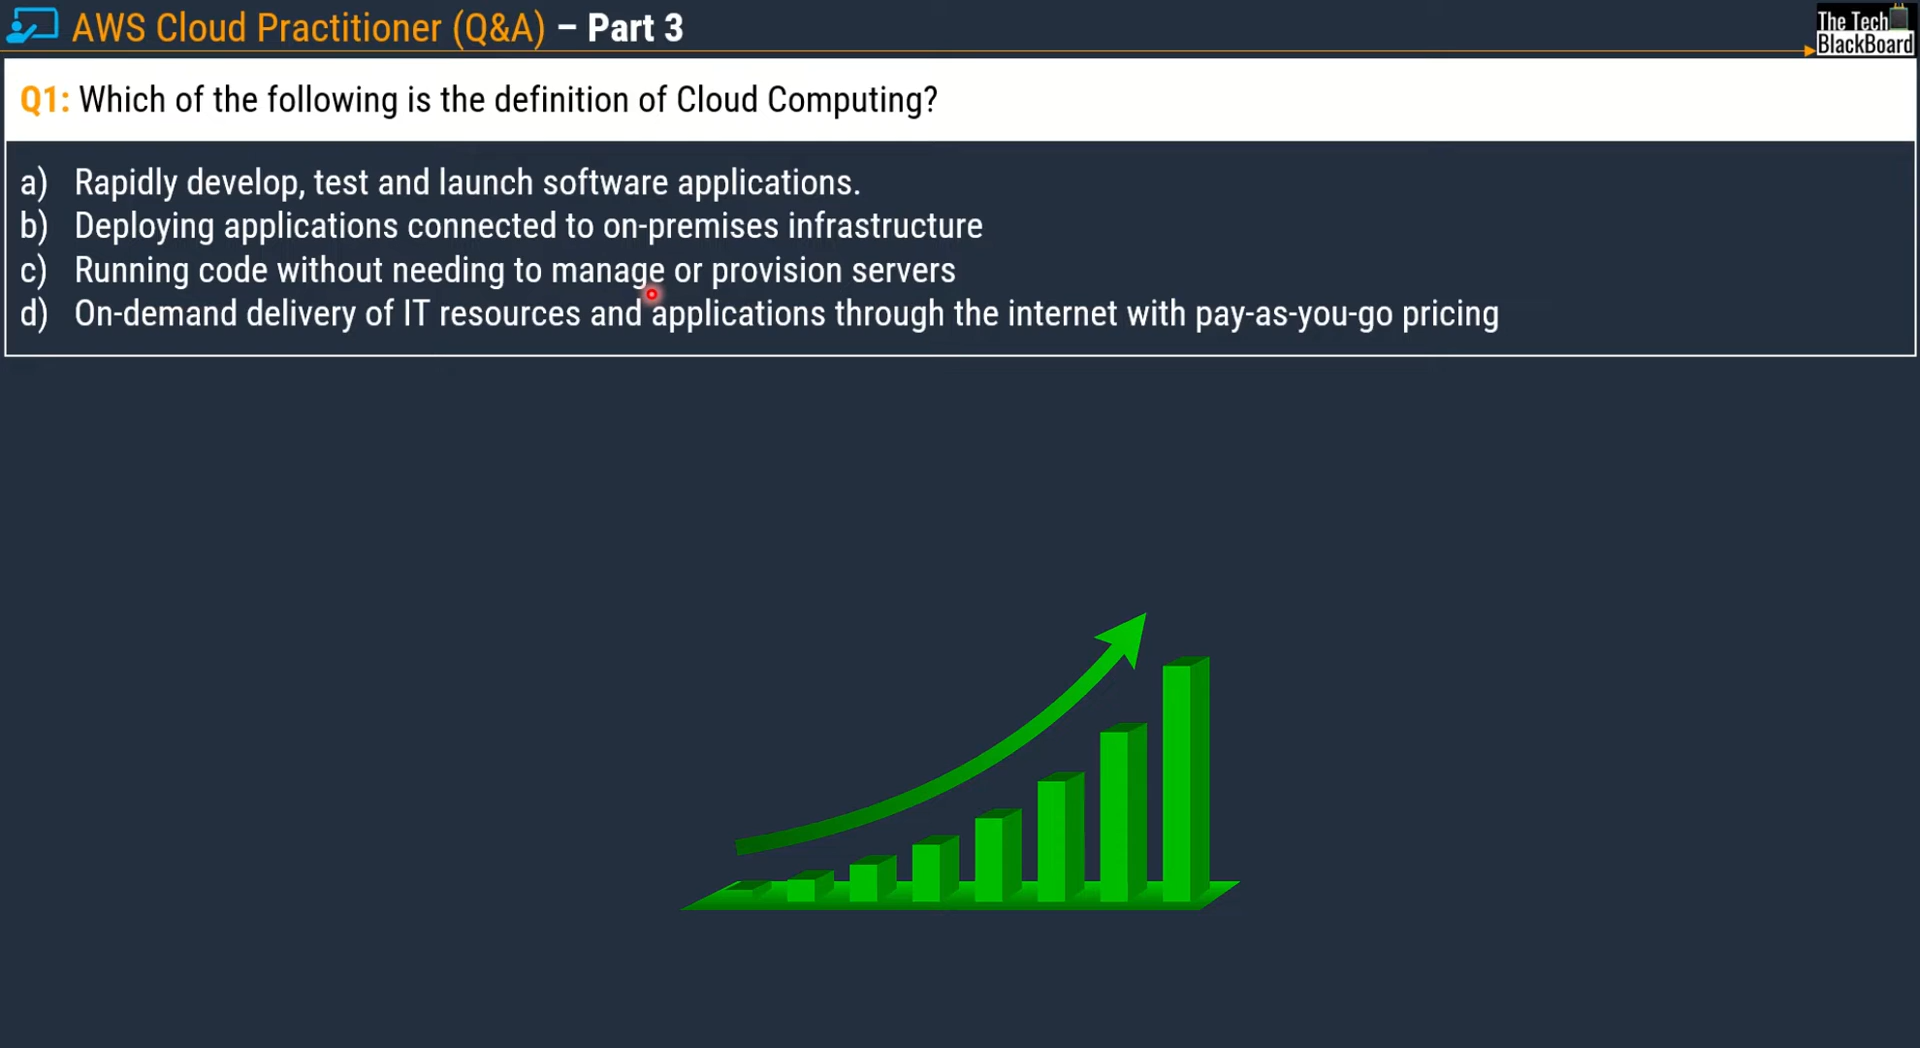 AWS Cloud Practitioner (Q&A) – Part 3
The Tech
BlackBoard
Q1: Which of the following is the definition of Cloud Computing?
a) Rapidly develop, test and launch software applications.
b) Deploying applications connected to on-premises infrastructure
c) Running code without needing to manage or provision servers
d) On-demand delivery of IT resources and applications through the internet with pay-as-you-go pricing